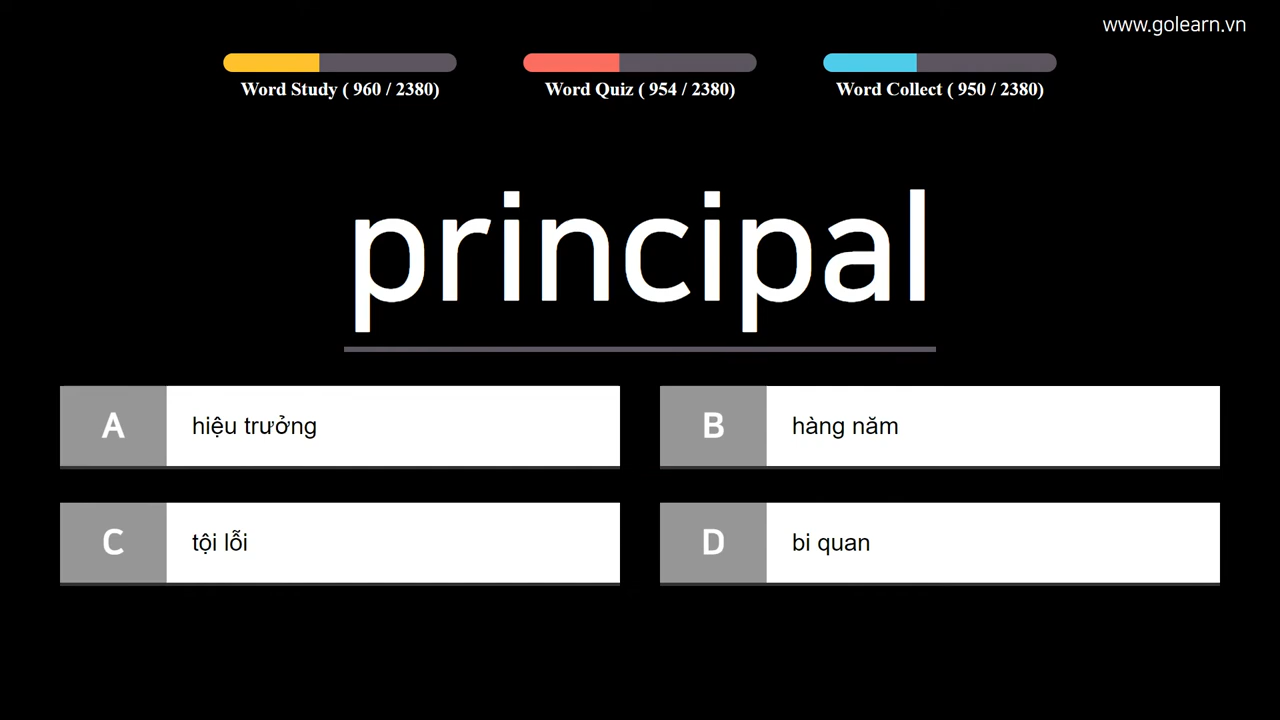 www.golearn.vn
Word Study ( 960 / 2380)
Word Quiz ( 954 / 2380)
Word Collect ( 950 / 2380)
principal
A hiệu trưởng
B hàng năm
C tội lỗi
D bi quan